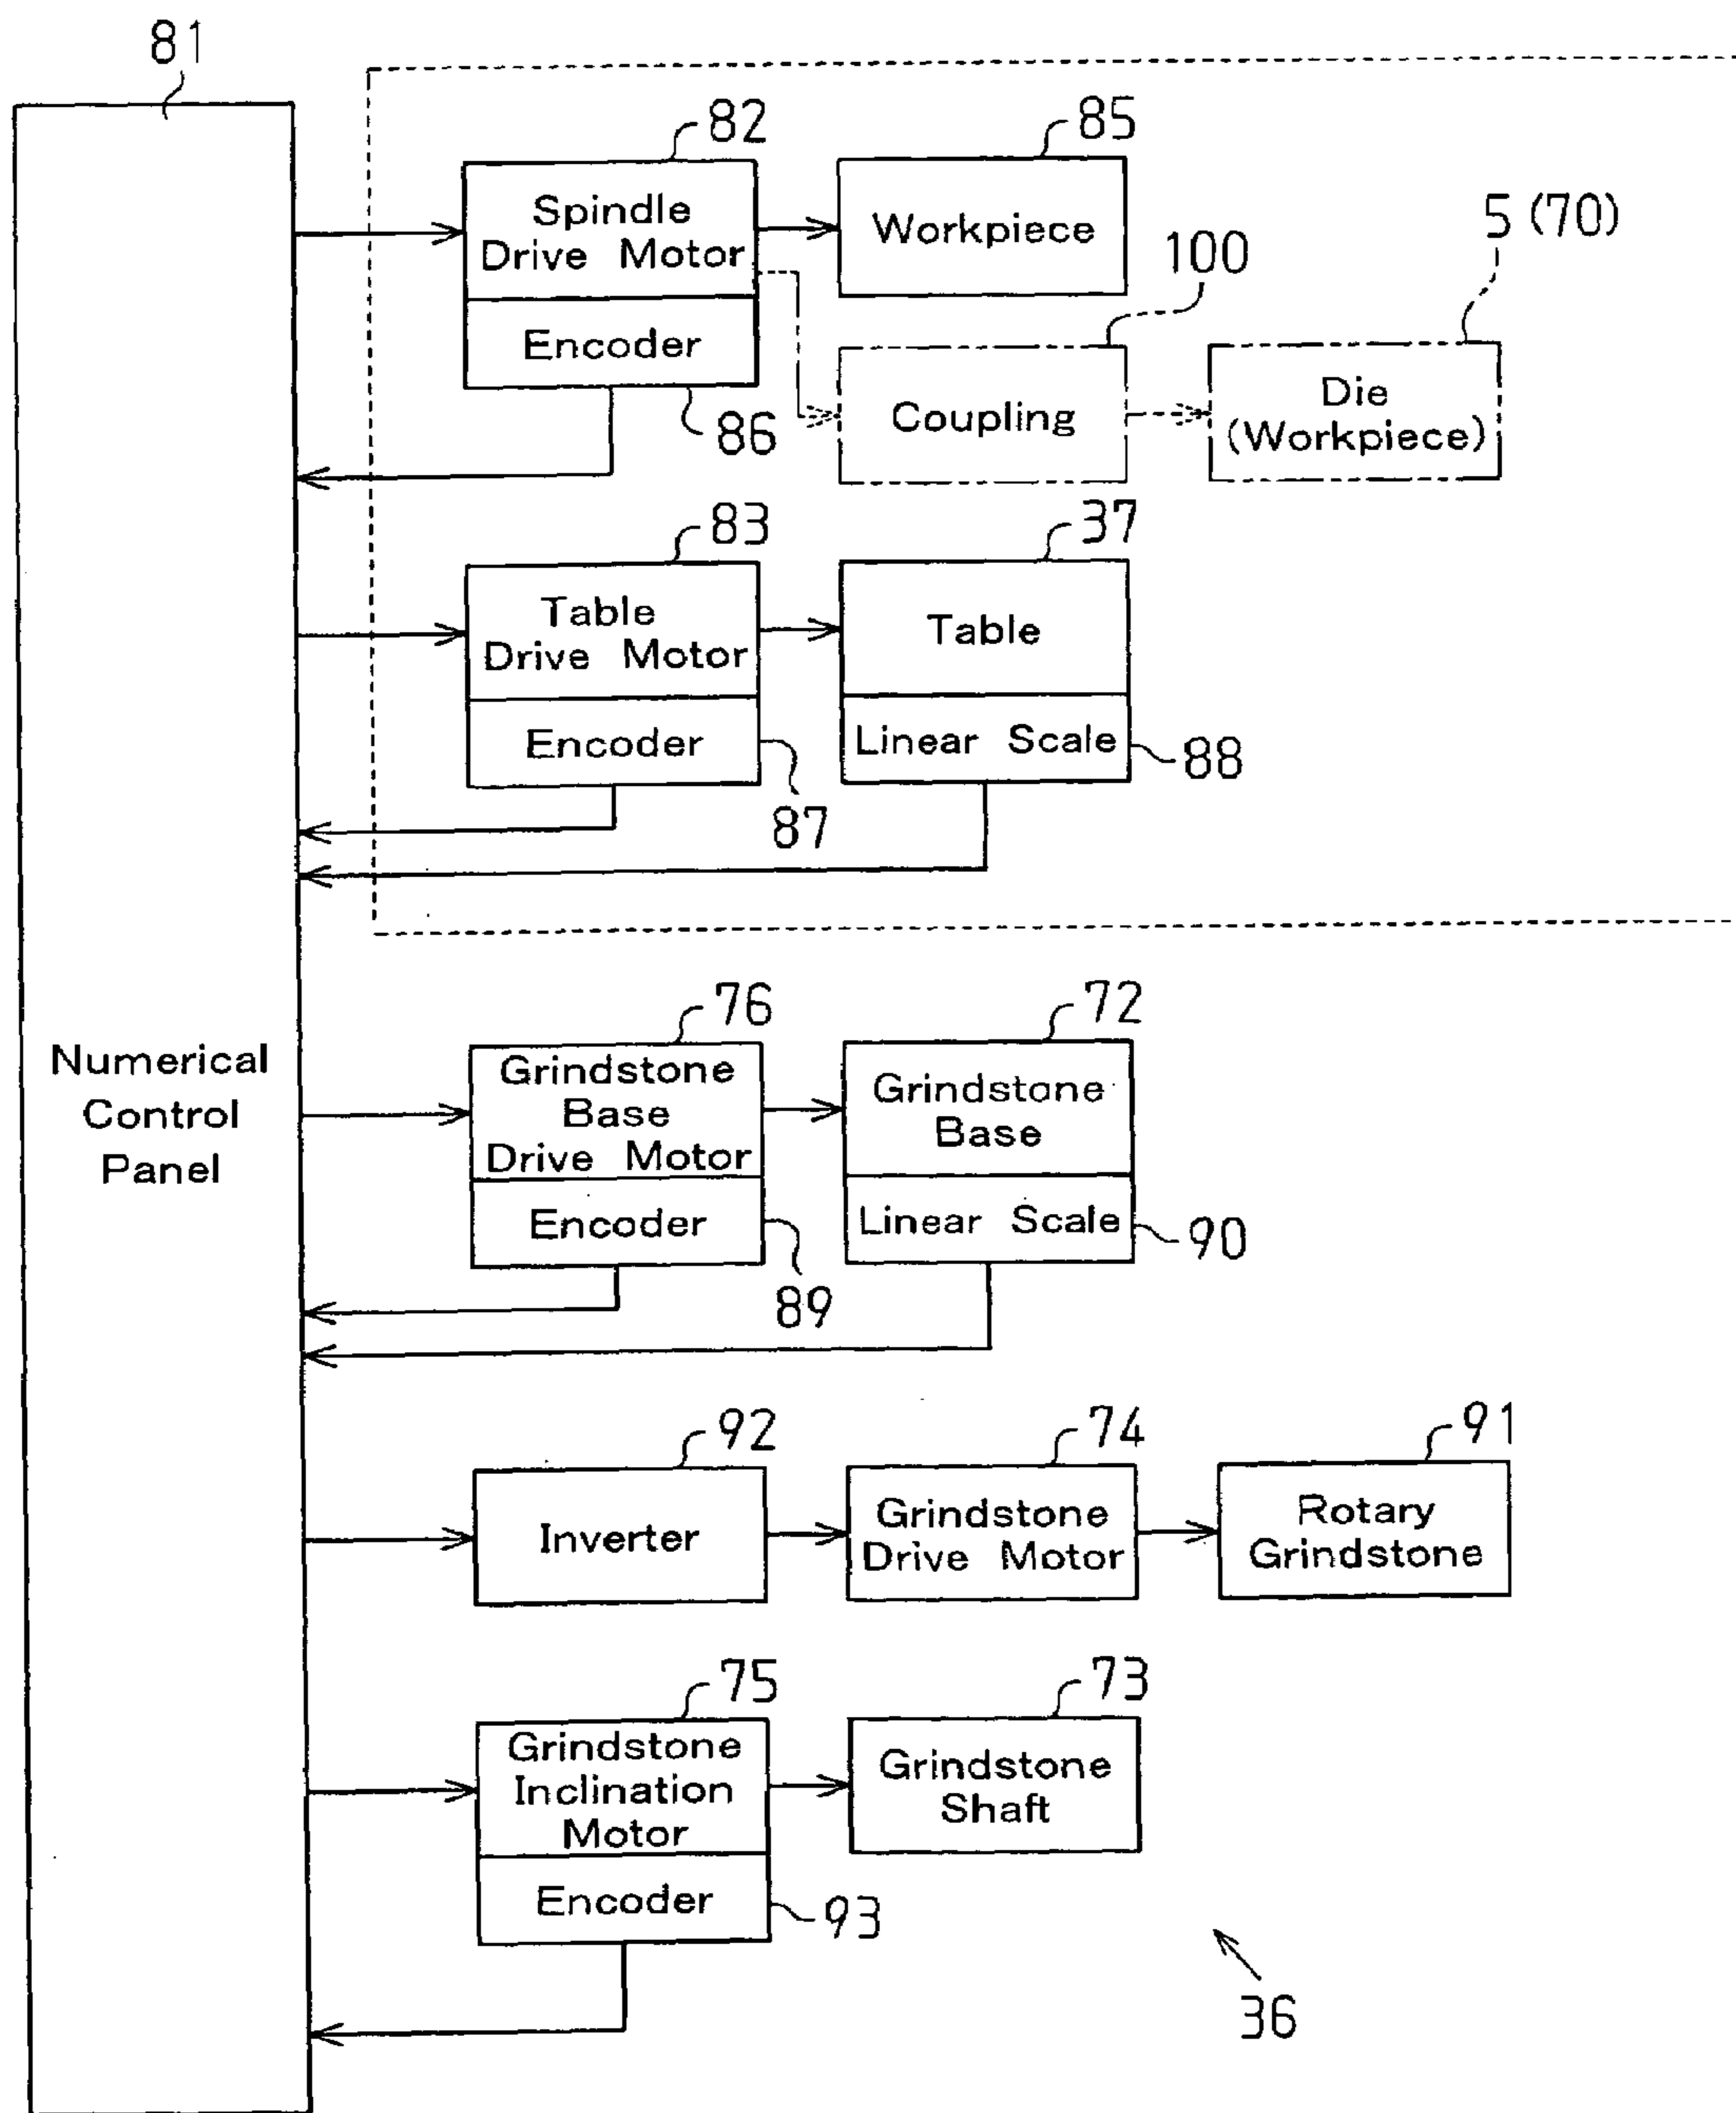 81
82
85
Spindle
Drive Motor
Workpiece
5 (70)
100
Encoder
86
Coupling
Die
(Workpiece)
83
37
Table
Drive Motor
Table
Encoder
Linear Scale
88
87
Numerical
Control
Panel
76
72
Grindstone
Base
Drive Motor
Grindstone
Base
Encoder
Linear Scale
90
89
92
74
91
Inverter
Grindstone
Drive Motor
Rotary
Grindstone
75
73
Grindstone
Inclination
Motor
Grindstone
Shaft
Encoder
93
36